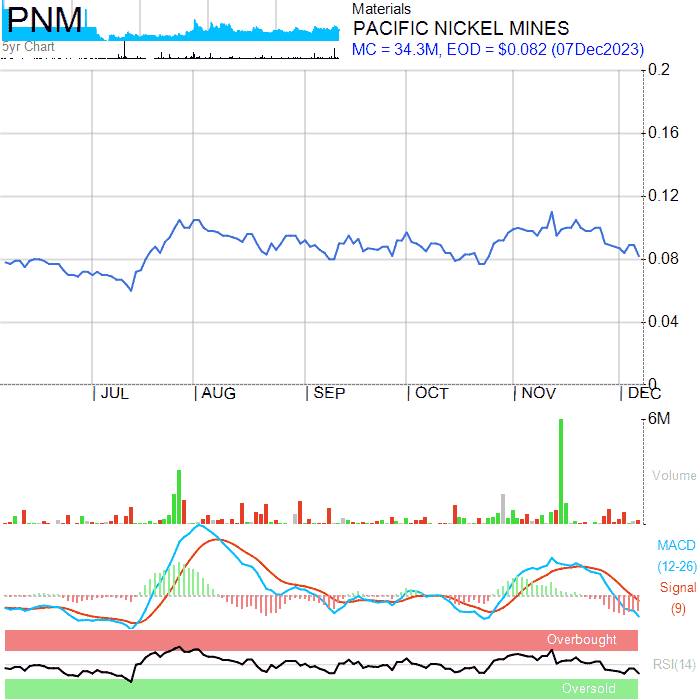 PNM
5yr Chart
Materials
PACIFIC NICKEL MINES
MC = 34.3M, EOD = $0.082 (07Dec2023)
0.2
0.16
0.12
0.08
0.04
0
JUL AUG SEP OCT NOV DEC
6M
Volume
MACD
(12-26)
Signal
(9)
Overbought
RSI(14)
Oversold